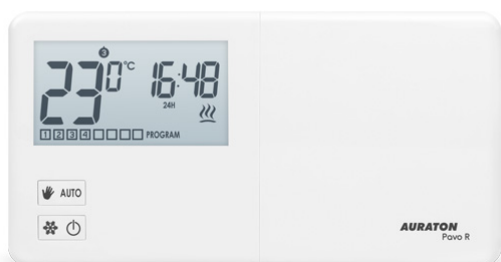 3
23.0 °C 16:48
24H
1 2 3 4 PROGRAM
AUTO
AURATON
Pavo R